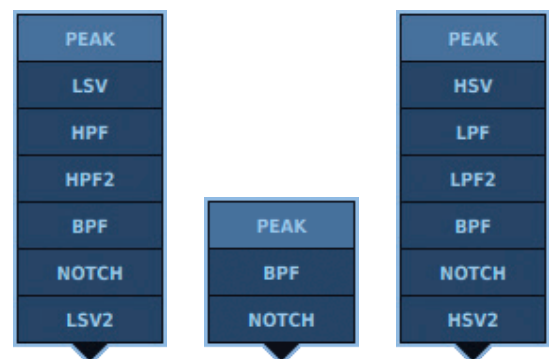 PEAK
LSV
HPF
HPF2
BPF
NOTCH
LSV2
PEAK
BPF
NOTCH
PEAK
HSV
LPF
LPF2
BPF
NOTCH
HSV2